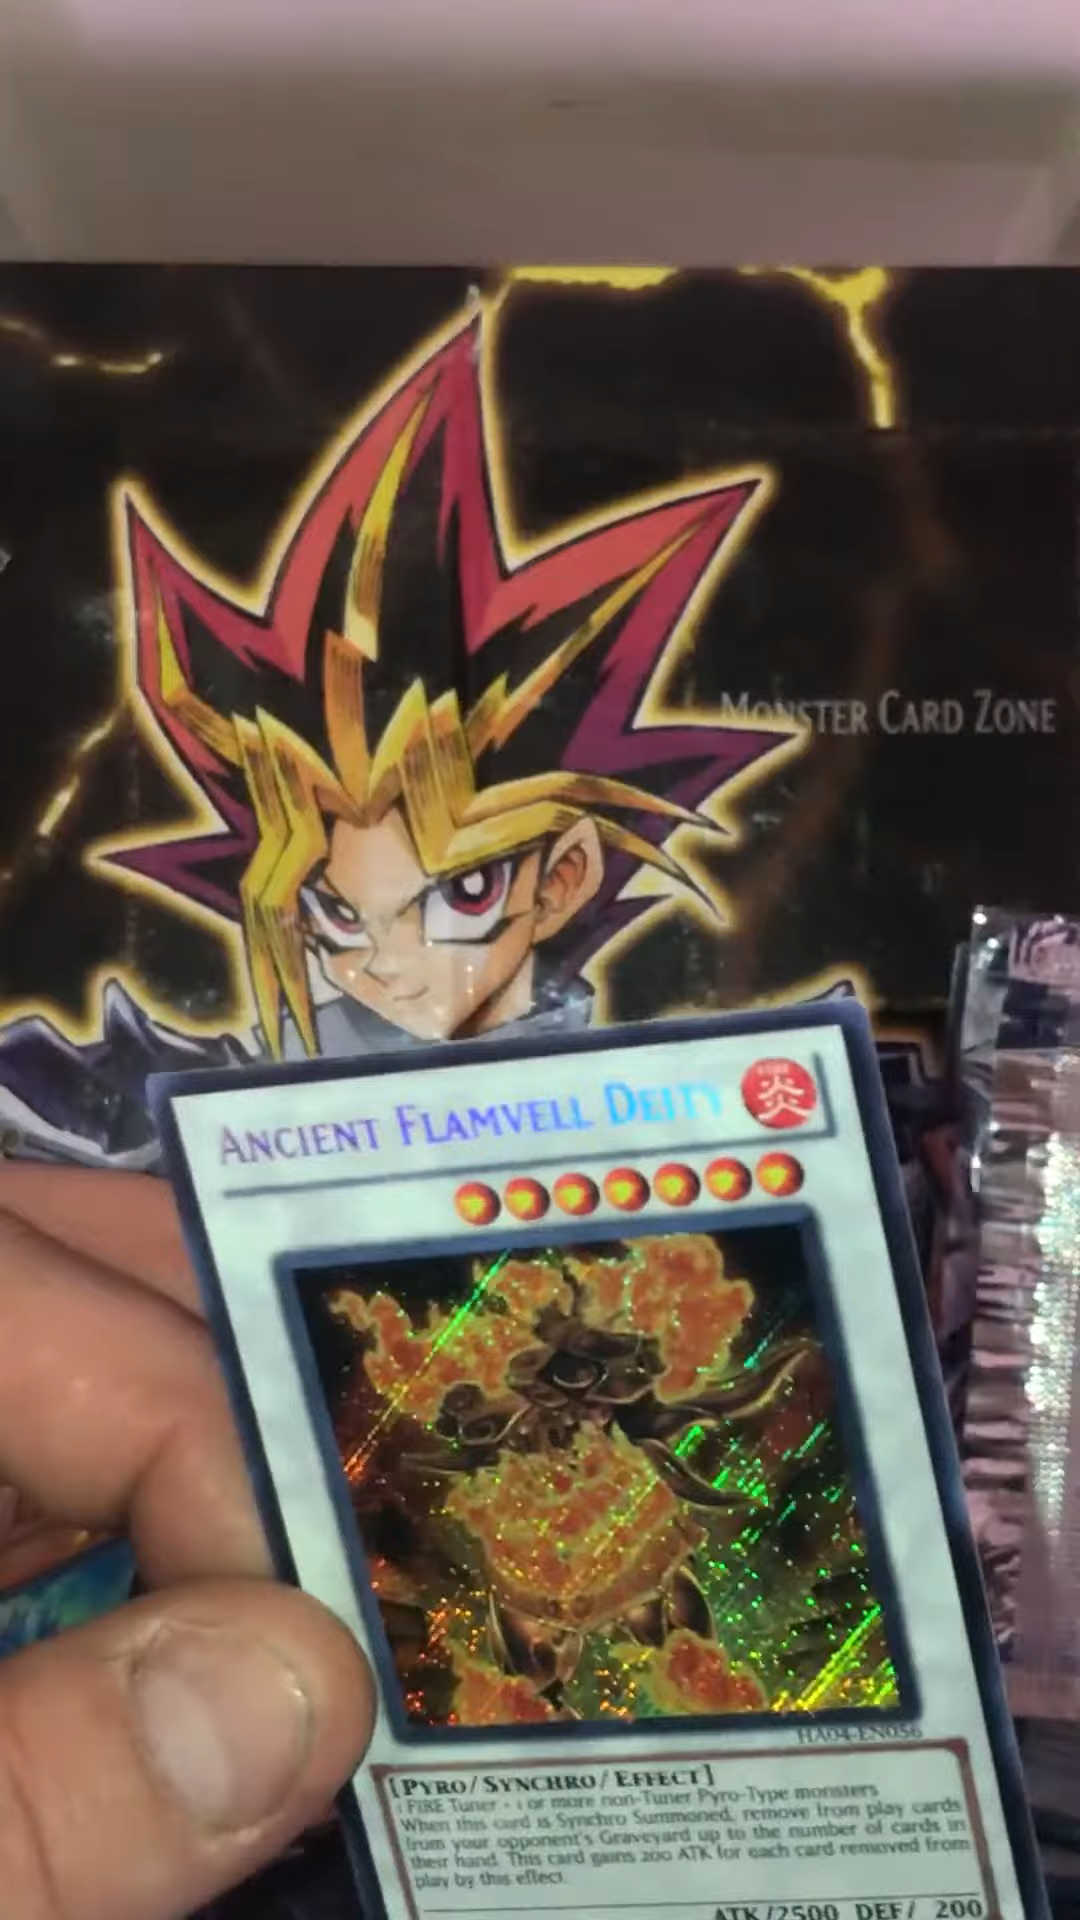 MONSTER CARD ZONE
ANCIENT FLAMVELL DEITY
炎
HA04-EN056
[PYRO/SYNCHRO/EFFECT]
1 FIRE Tuner + 1 or more non-Tuner Pyro-Type monsters
When this card is Synchro Summoned, remove from play cards
from your opponent's Graveyard up to the number of cards in
their hand. This card gains 200 ATK for each card removed from
play by this effect.
ATK/2500 DEF/ 200